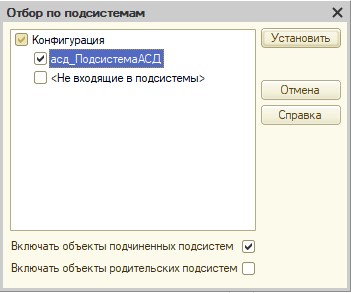 Отбор по подсистемам
Конфигурация
Установить
асд_ПодсистемаАСД
<Не входящие в подсистемы>
Отмена
Справка
Включать объекты подчиненных подсистем
Включать объекты родительских подсистем